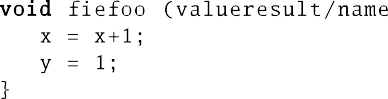 void fiefoo (valueresult/name
x = x+1;
y = 1;
}